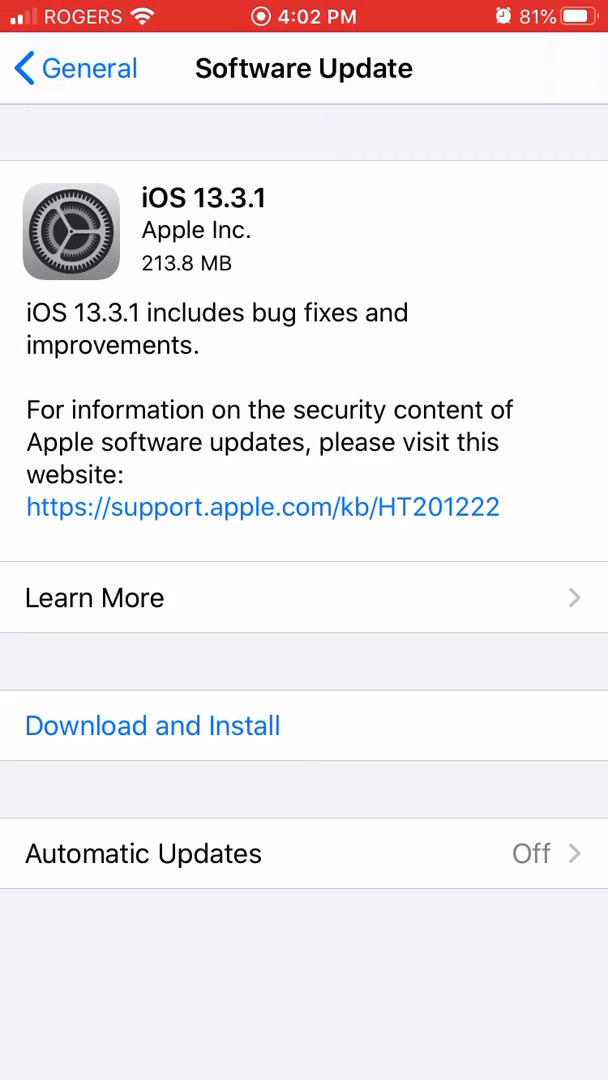 ROGERS 4:02 PM 81%
General Software Update
iOS 13.3.1
Apple Inc.
213.8 MB
iOS 13.3.1 includes bug fixes and
improvements.
For information on the security content of
Apple software updates, please visit this
website:
https://support.apple.com/kb/HT201222
Learn More
Download and Install
Automatic Updates Off